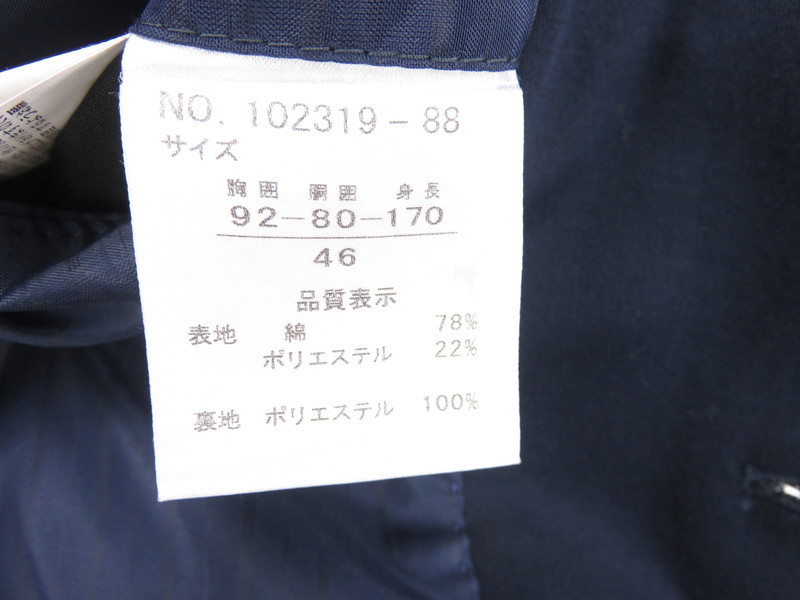 NO. 102319-88
サイズ
胸囲 胴囲 身長
92-80-170
46
品質表示
表地 綿 78%
ポリエステル 22%
裏地 ポリエステル 100%